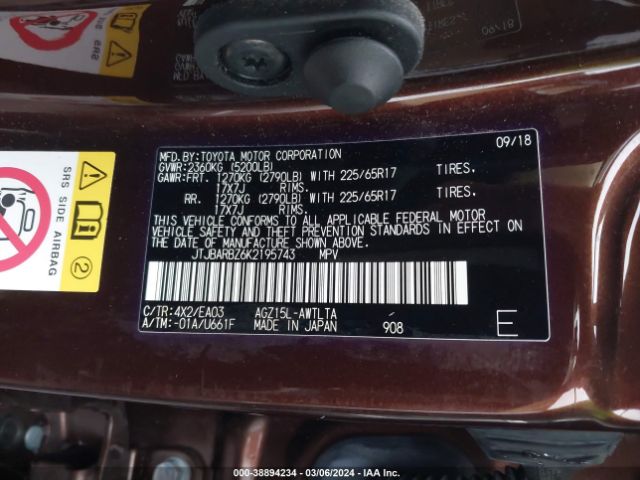 09/18
MFD.BY:TOYOTA MOTOR CORPORATION
GVWR:2360KG (5200LB)
GAWR:FRT. 1270KG (2790LB) WITH 225/65R17 TIRES.
17X7J RIMS.
RR. 1270KG (2790LB) WITH 225/65R17 TIRES.
17X7J RIMS.
THIS VEHICLE CONFORMS TO ALL APPLICABLE FEDERAL MOTOR
VEHICLE SAFETY AND THEFT PREVENTION STANDARDS IN EFFECT ON
THE DATE OF MANUFACTURE SHOWN ABOVE.
JTJBARBZ6K2195743 MPV
C/TR:4X2/EA03 AGZ15L-AWTLTA
A/TM:-01A/U661F MADE IN JAPAN 908 E
SRS SIDE AIRBAG
2
000-38894234 - 03/06/2024 - IAA Inc.